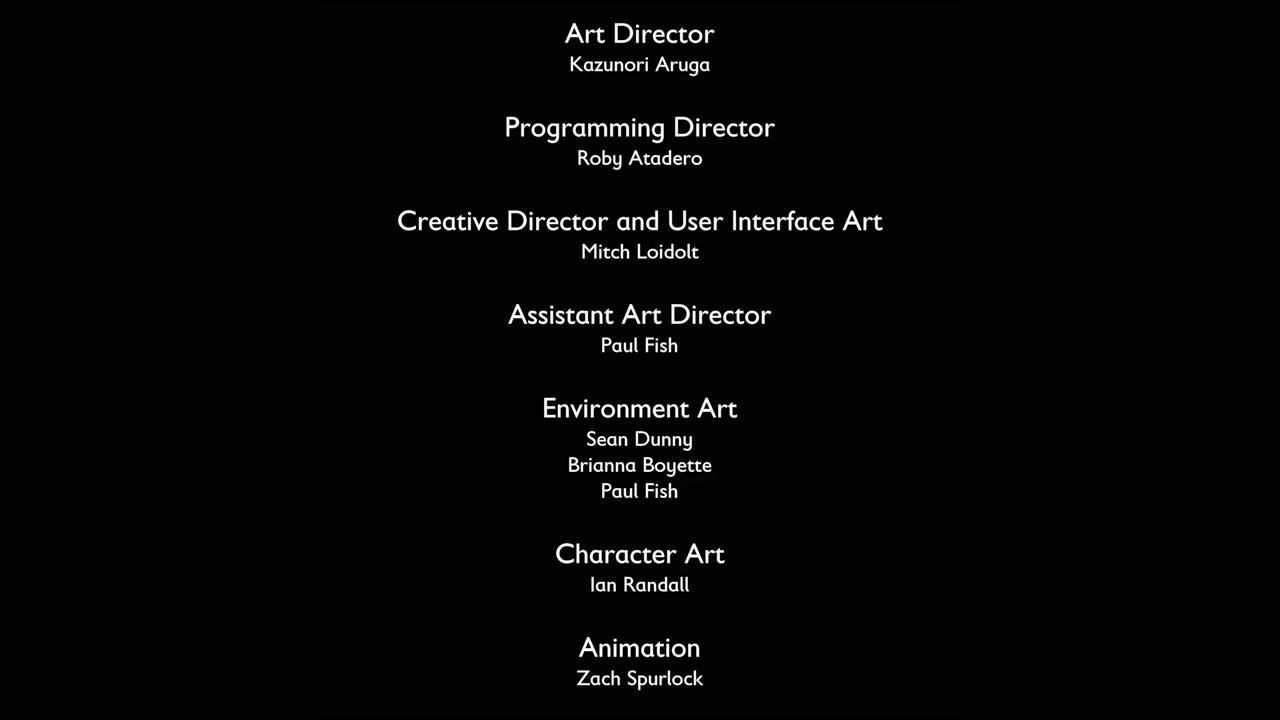 Art Director
Kazunori Aruga
Programming Director
Roby Atadero
Creative Director and User Interface Art
Mitch Loidolt
Assistant Art Director
Paul Fish
Environment Art
Sean Dunny
Brianna Boyette
Paul Fish
Character Art
Ian Randall
Animation
Zach Spurlock